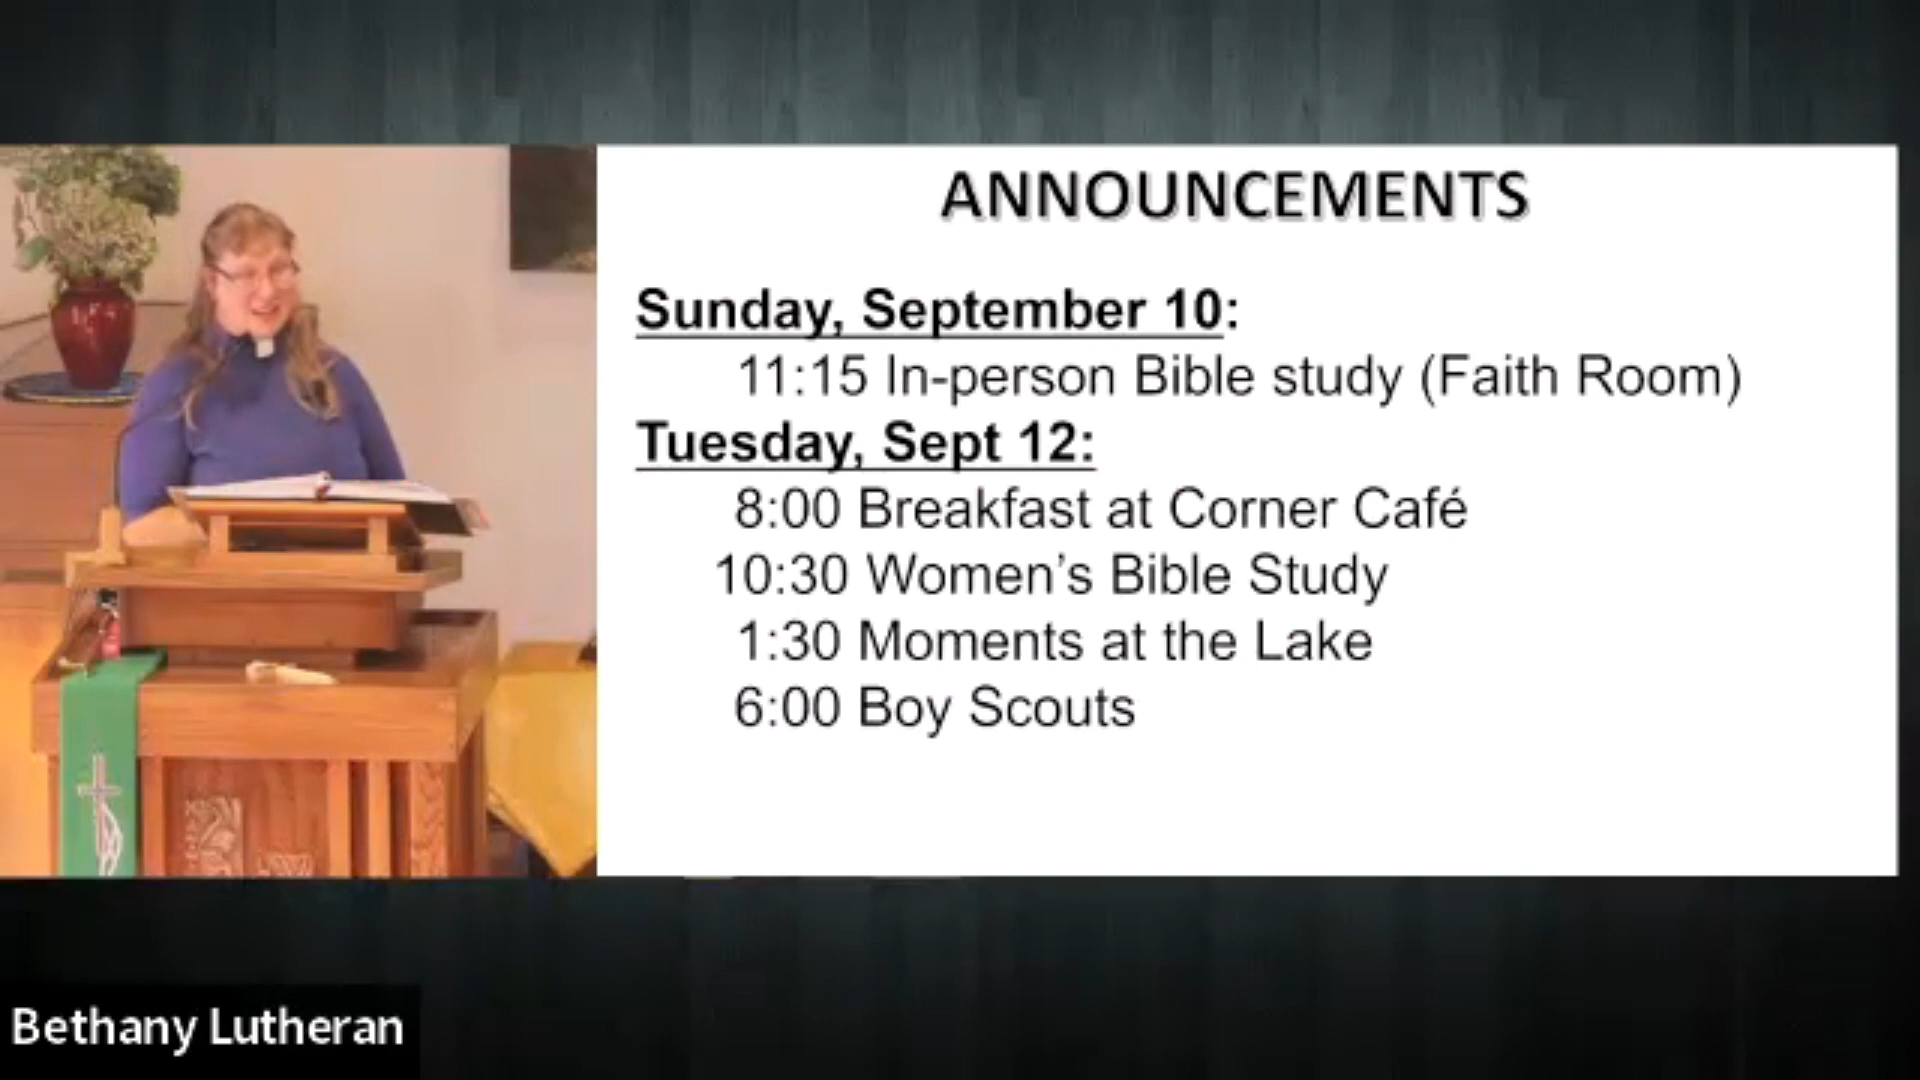 ANNOUNCEMENTS
Sunday, September 10:
11:15 In-person Bible study (Faith Room)
Tuesday, Sept 12:
8:00 Breakfast at Corner Café
10:30 Women’s Bible Study
1:30 Moments at the Lake
6:00 Boy Scouts
Bethany Lutheran